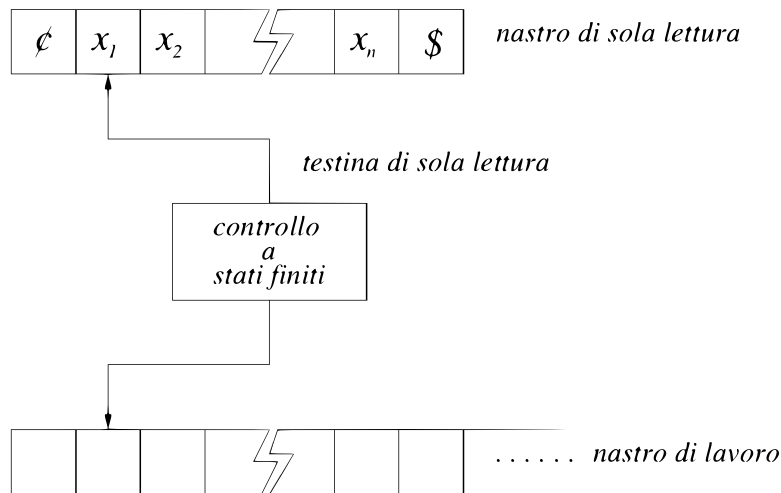 ¢ x₁ x₂ xₙ $ nastro di sola lettura
testina di sola lettura
controllo
a
stati finiti
...... nastro di lavoro